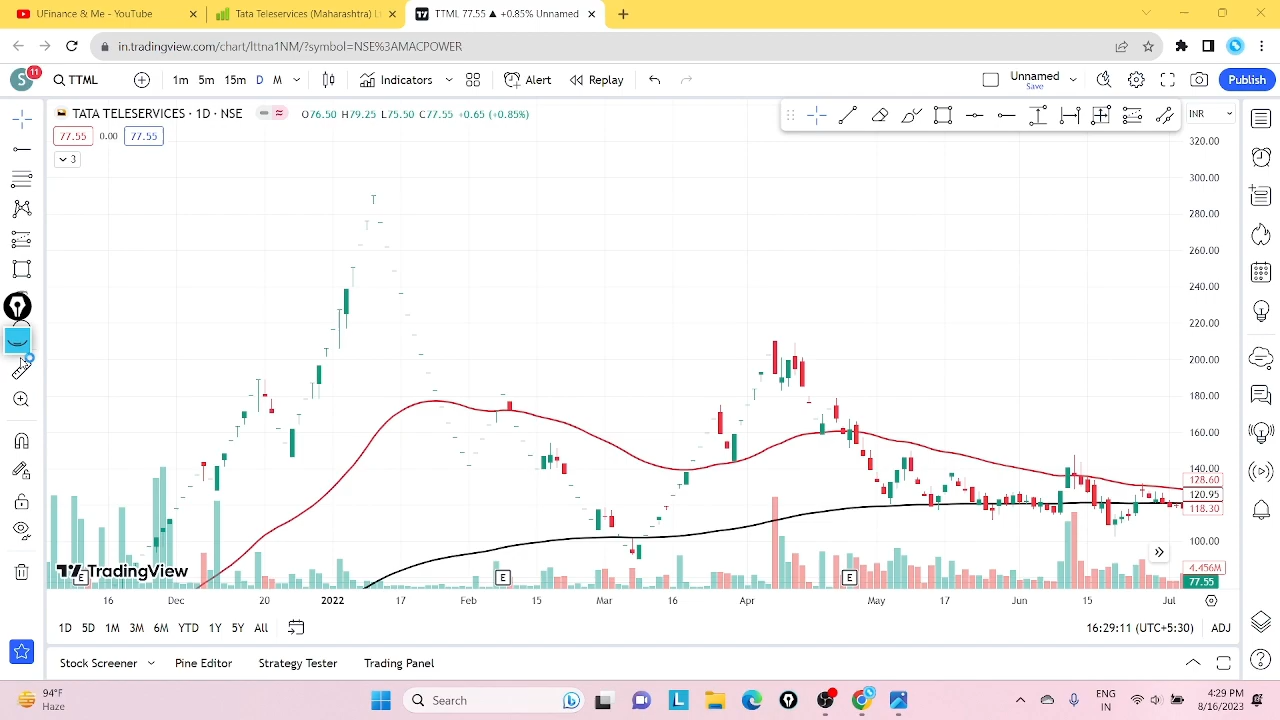 UFinance & Me - YouTube
Tata Teleservices (Maharashtra) L
TTML 77.55 ▲ +0.85% Unnamed
in.tradingview.com/chart/lttna1NM/?symbol=NSE%3AMACPOWER
S 11 TTML 1m 5m 15m D M Indicators Alert Replay Unnamed Save Publish
TATA TELESERVICES · 1D · NSE O76.50 H79.25 L75.50 C77.55 +0.65 (+0.85%) INR
77.55 0.00 77.55
3
320.00
300.00
280.00
260.00
240.00
220.00
200.00
180.00
160.00
140.00
128.60
120.95
118.30
100.00
4.456M
77.55
TradingView
E E E
16 Dec 20 2022 17 Feb 15 Mar 16 Apr May 17 Jun 15 Jul
1D 5D 1M 3M 6M YTD 1Y 5Y All 16:29:11 (UTC+5:30) ADJ
Stock Screener Pine Editor Strategy Tester Trading Panel
94°F
Haze
Search
ENG
IN
4:29 PM
8/16/2023